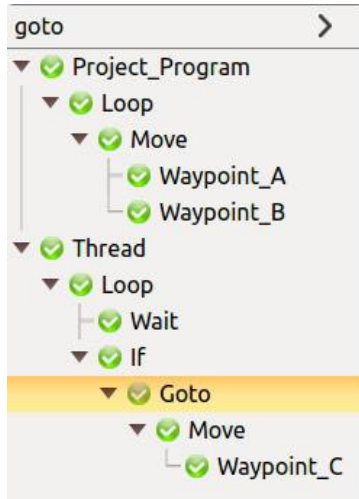 goto
Project_Program
Loop
Move
Waypoint_A
Waypoint_B
Thread
Loop
Wait
If
Goto
Move
Waypoint_C